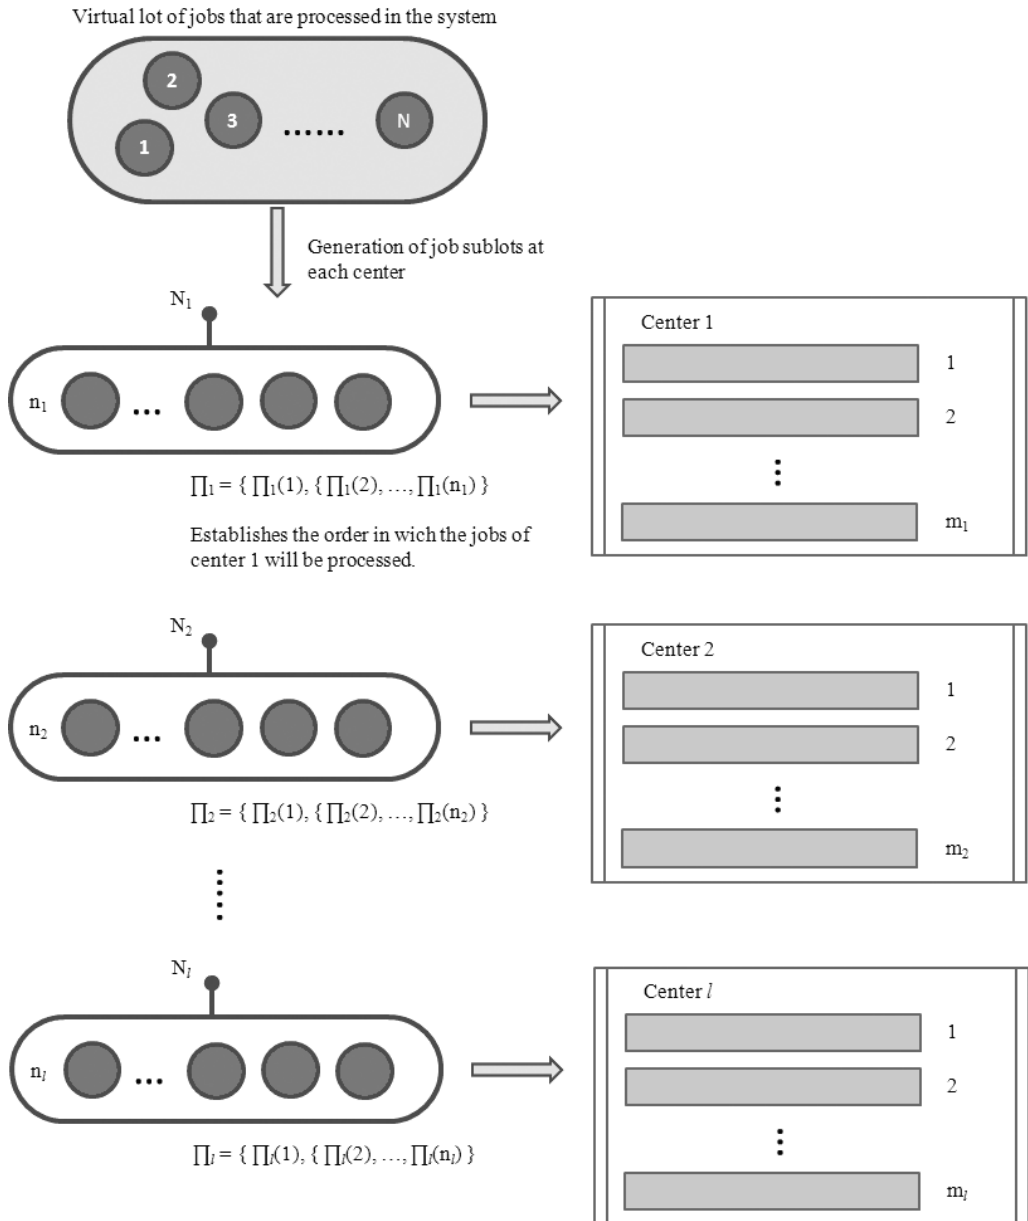 Virtual lot of jobs that are processed in the system
2
3
...... N
1
Generation of job sublots at
each center
N₁
n₁ ...
∏₁ = { ∏₁(1), { ∏₁(2), ..., ∏₁(n₁) }
Establishes the order in wich the jobs of
center 1 will be processed.
Center 1
1
2
m₁
N₂
n₂ ...
∏₂ = { ∏₂(1), { ∏₂(2), ..., ∏₂(n₂) }
Center 2
1
2
m₂
Nₗ
nₗ ...
∏ₗ = { ∏ₗ(1), { ∏ₗ(2), ..., ∏ₗ(nₗ) }
Center l
1
2
mₗ